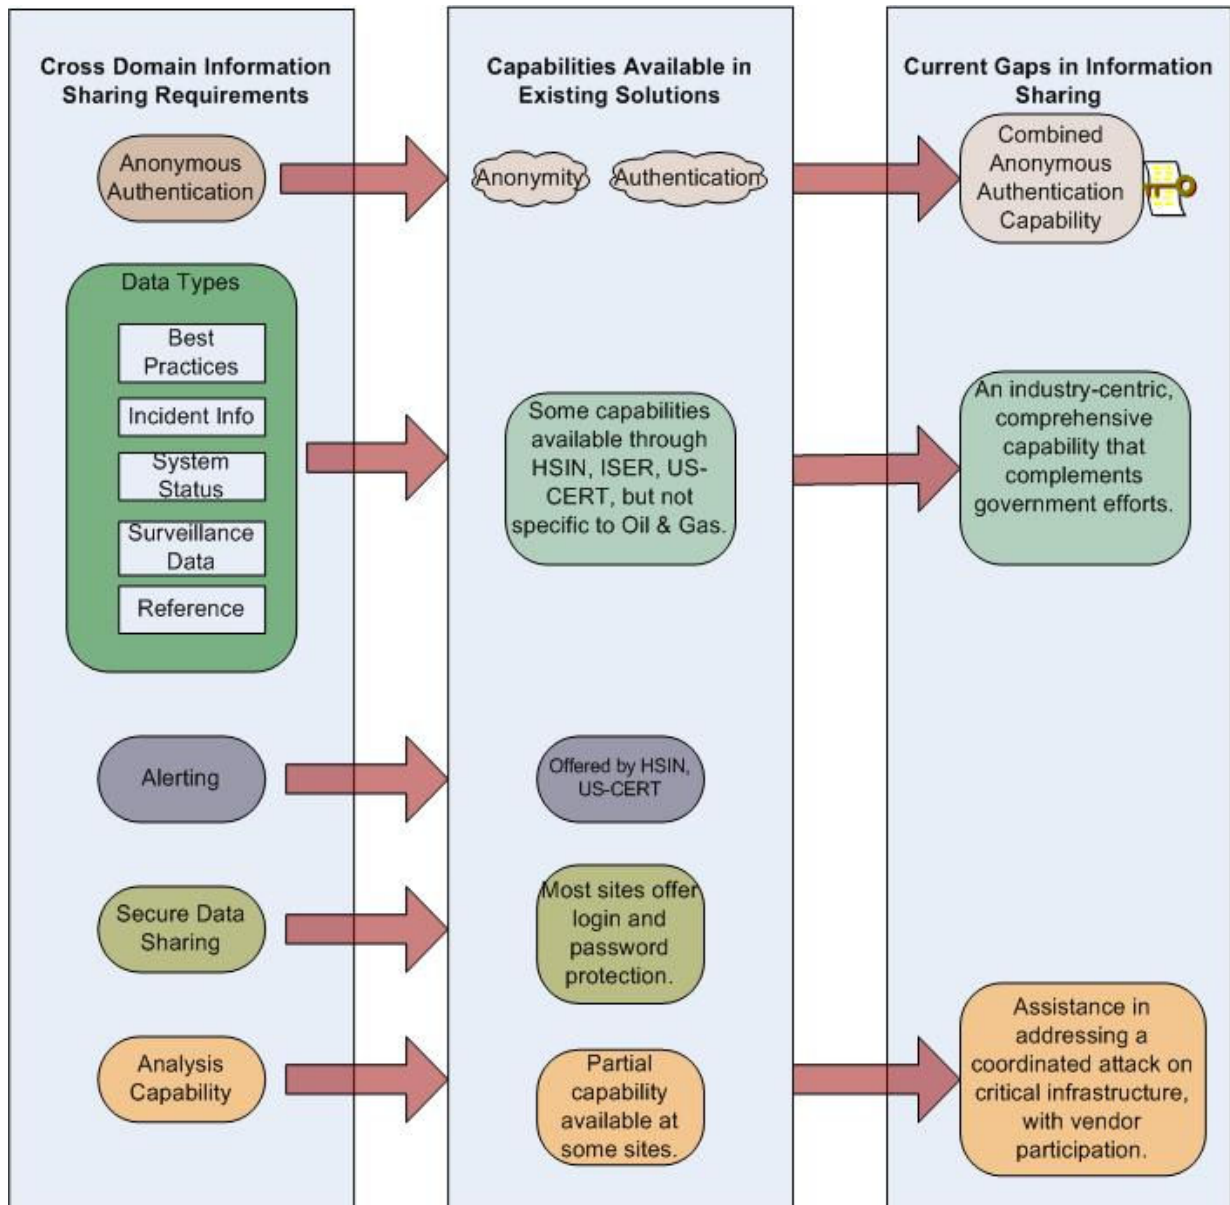 Cross Domain Information
Sharing Requirements
Capabilities Available in
Existing Solutions
Current Gaps in Information
Sharing
Anonymous
Authentication
Anonymity
Authentication
Combined
Anonymous
Authentication
Capability
Data Types
Best
Practices
Incident Info
System
Status
Surveillance
Data
Reference
Some capabilities
available through
HSIN, ISER, US-
CERT, but not
specific to Oil & Gas.
An industry-centric,
comprehensive
capability that
complements
government efforts.
Alerting
Offered by HSIN,
US-CERT
Secure Data
Sharing
Most sites offer
login and
password
protection.
Analysis
Capability
Partial
capability
available at
some sites.
Assistance in
addressing a
coordinated attack on
critical infrastructure,
with vendor
participation.